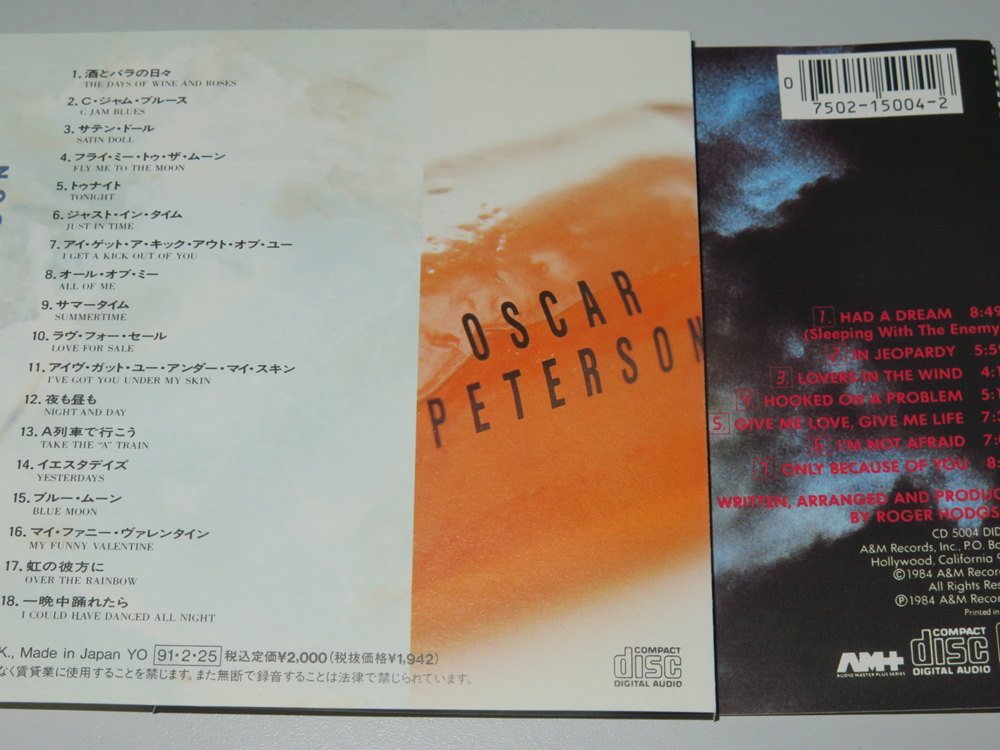 1. 酒とバラの日々
THE DAYS OF WINE AND ROSES
2. C・ジャム・ブルース
C JAM BLUES
3. サテン・ドール
SATIN DOLL
4. フライ・ミー・トゥ・ザ・ムーン
FLY ME TO THE MOON
5. トゥナイト
TONIGHT
6. ジャスト・イン・タイム
JUST IN TIME
7. アイ・ゲット・ア・キック・アウト・オブ・ユー
I GET A KICK OUT OF YOU
8. オール・オブ・ミー
ALL OF ME
9. サマータイム
SUMMERTIME
10. ラヴ・フォー・セール
LOVE FOR SALE
11. アイヴ・ガット・ユー・アンダー・マイ・スキン
I'VE GOT YOU UNDER MY SKIN
12. 夜も昼も
NIGHT AND DAY
13. A列車で行こう
TAKE THE "A" TRAIN
14. イエスタデイズ
YESTERDAYS
15. ブルー・ムーン
BLUE MOON
16. マイ・ファニー・ヴァレンタイン
MY FUNNY VALENTINE
17. 虹の彼方に
OVER THE RAINBOW
18. 一晩中踊れたら
I COULD HAVE DANCED ALL NIGHT
K., Made in Japan YO 91・2・25 税込定価¥2,000(税抜価格¥1,942)
なく賃貸業に使用することを禁じます。また無断で録音することは法律で禁じられています。
OSCAR
PETERSON
COMPACT
disc
DIGITAL AUDIO
0 7502-15004-2
1. HAD A DREAM 8:49
(Sleeping With The Enemy
2. IN JEOPARDY 5:5
3. LOVERS IN THE WIND 4:1
4. HOOKED ON A PROBLEM 5:1
5. GIVE ME LOVE, GIVE ME LIFE 7:
6. I'M NOT AFRAID 7:
7. ONLY BECAUSE OF YOU 8:
WRITTEN, ARRANGED AND PRODUC
BY ROGER HODGS
CD 5004 DID
A&M Records, Inc., P.O. Bo
Hollywood, California 9
©1984 A&M Recor
All Rights Res
℗1984 A&M Recor
Printed in
AM+
AUDIO MASTER PLUS SERIES
COMPACT
disc
DIGITAL AUDIO